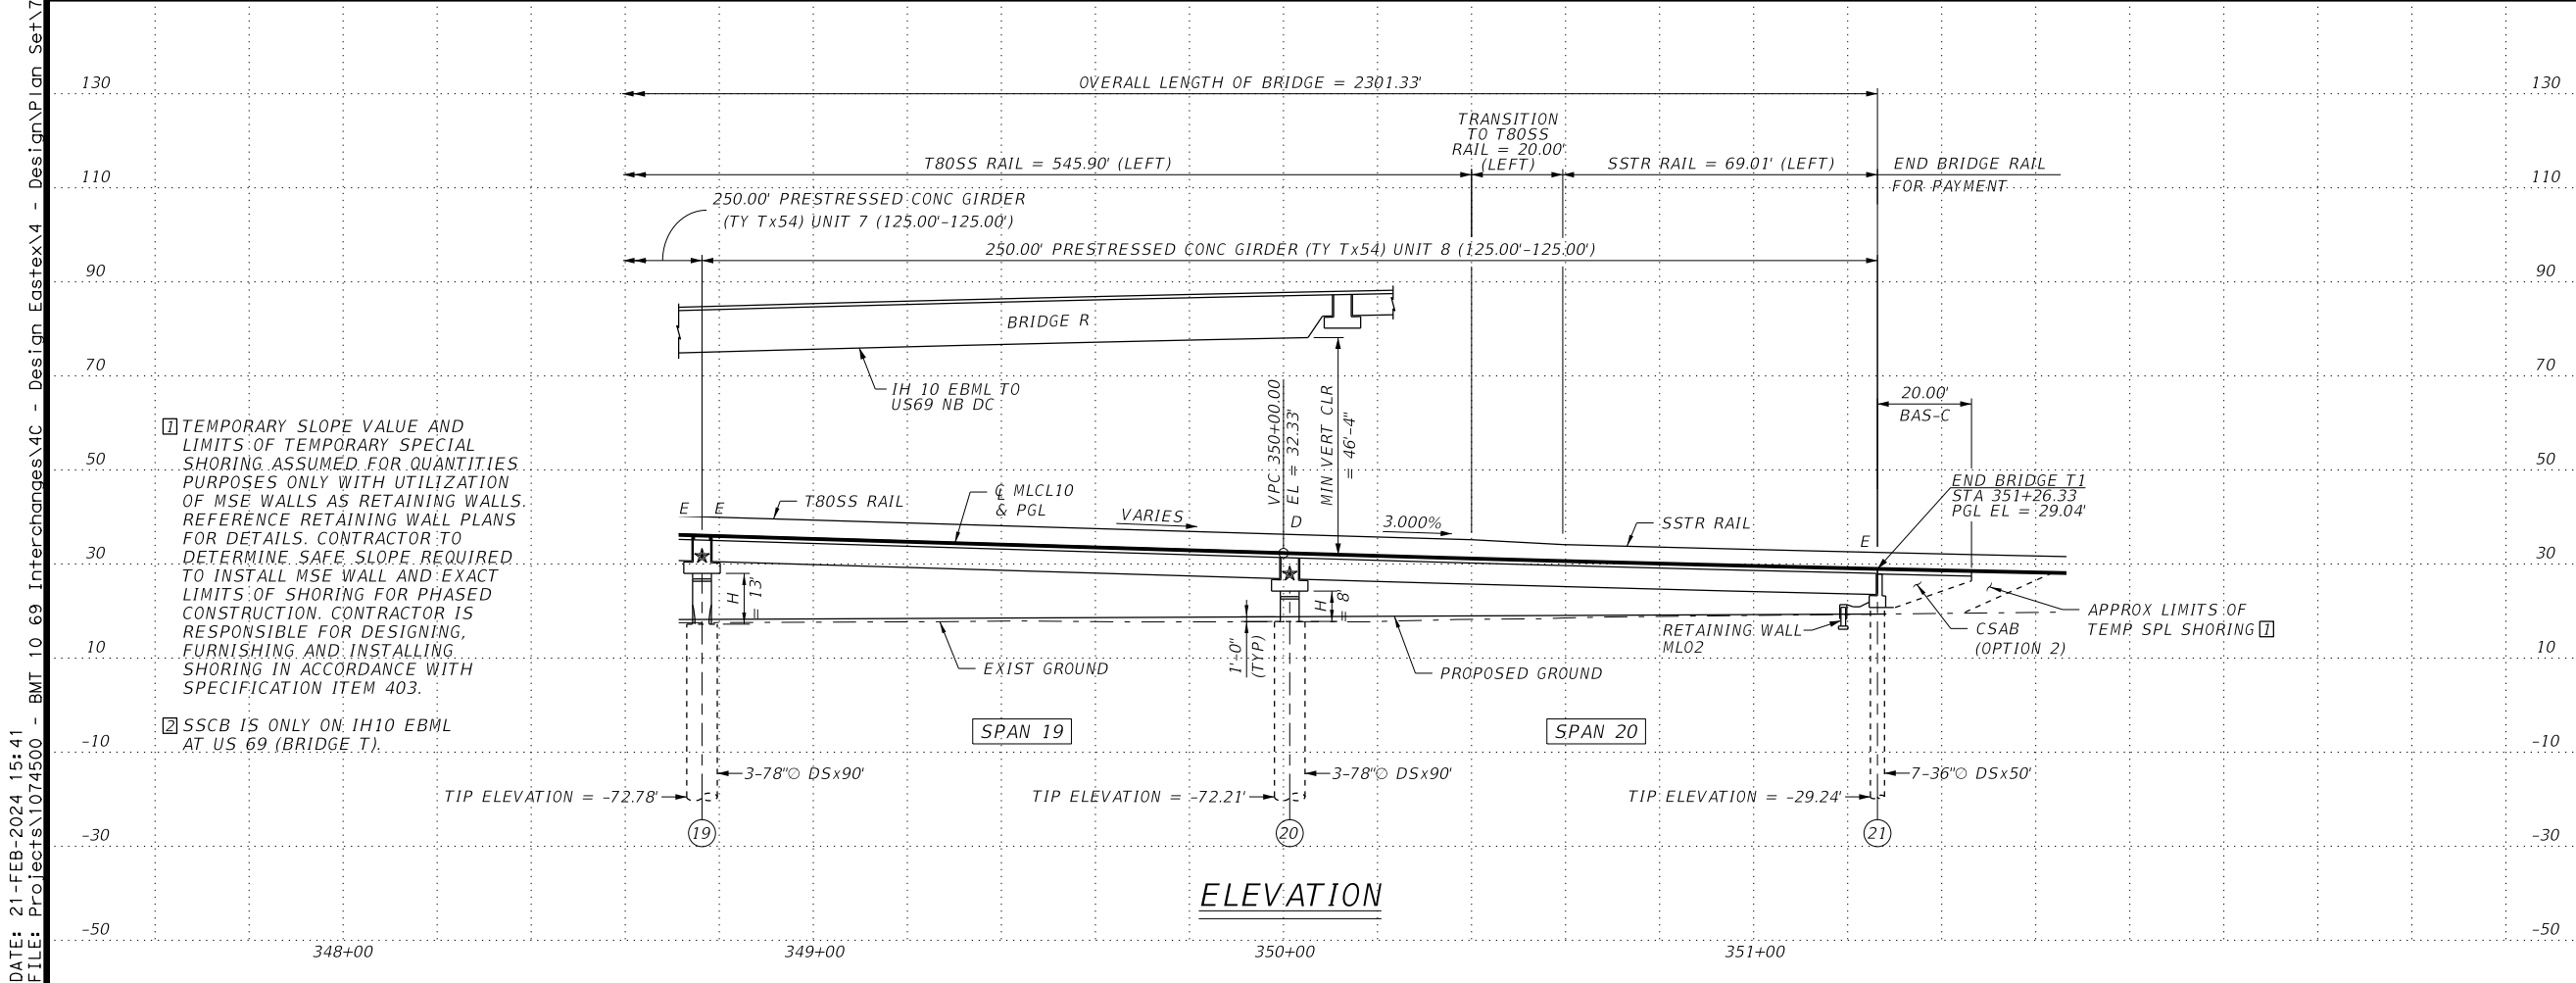 DATE: 21-FEB-2024 15:41
FILE: Projects\1074500 - BMT 10 69 Interchanges\4C - Design Eastex\4 - Design\Plan Set\7
130
110
90
70
50
30
10
-10
-30
-50
OVERALL LENGTH OF BRIDGE = 2301.33'
TRANSITION
TO T80SS
RAIL = 20.00'
(LEFT)
T80SS RAIL = 545.90' (LEFT)
SSTR RAIL = 69.01' (LEFT)
END BRIDGE RAIL
FOR PAYMENT
250.00' PRESTRESSED CONC GIRDER
(TY Tx54) UNIT 7 (125.00'-125.00')
250.00' PRESTRESSED CONC GIRDER (TY Tx54) UNIT 8 (125.00'-125.00')
BRIDGE R
IH 10 EBML TO
US69 NB DC
VPC 350+00.00
EL = 32.33'
MIN VERT CLR
= 46'-4"
20.00'
BAS-C
1 TEMPORARY SLOPE VALUE AND
LIMITS OF TEMPORARY SPECIAL
SHORING ASSUMED FOR QUANTITIES
PURPOSES ONLY WITH UTILIZATION
OF MSE WALLS AS RETAINING WALLS.
REFERENCE RETAINING WALL PLANS
FOR DETAILS. CONTRACTOR TO
DETERMINE SAFE SLOPE REQUIRED
TO INSTALL MSE WALL AND EXACT
LIMITS OF SHORING FOR PHASED
CONSTRUCTION. CONTRACTOR IS
RESPONSIBLE FOR DESIGNING,
FURNISHING AND INSTALLING
SHORING IN ACCORDANCE WITH
SPECIFICATION ITEM 403.
2 SSCB IS ONLY ON IH10 EBML
AT US 69 (BRIDGE T).
E E
T80SS RAIL
℄ MLCL10
& PGL
VARIES
D
3.000%
SSTR RAIL
E
END BRIDGE T1
STA 351+26.33
PGL EL = 29.04'
H
= 13'
H
= 8'
1'-0"
(TYP)
EXIST GROUND
PROPOSED GROUND
RETAINING WALL
ML02
CSAB
(OPTION 2)
APPROX LIMITS OF
TEMP SPL SHORING 1
SPAN 19
SPAN 20
3-78"∅ DSx90'
3-78"∅ DSx90'
7-36"∅ DSx50'
TIP ELEVATION = -72.78'
TIP ELEVATION = -72.21'
TIP ELEVATION = -29.24'
19
20
21
ELEVATION
348+00
349+00
350+00
351+00
130
110
90
70
50
30
10
-10
-30
-50